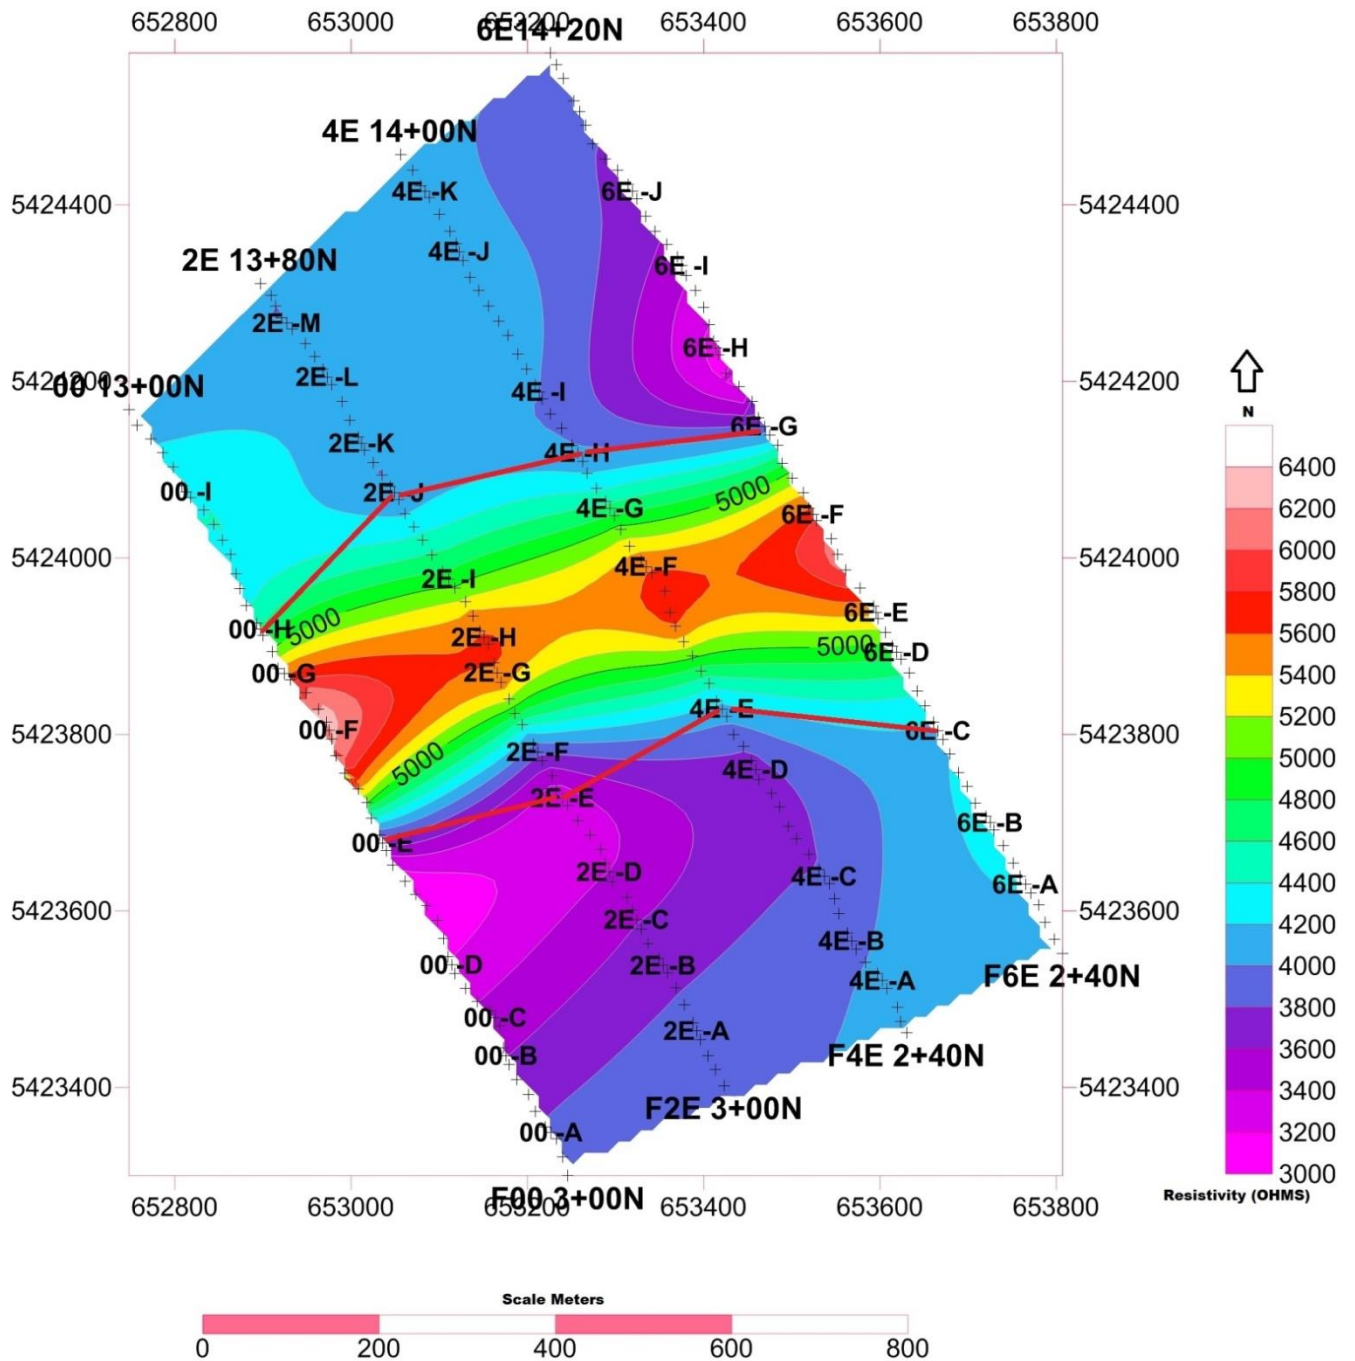 652800 653000 653200 653400 653600 653800
6E14+20N
4E 14+00N
4E -K
6E -J
5424400 5424400
4E -J
2E 13+80N
6E -I
2E -M
6E -H
2E -L
5424200 5424200
00 13+00N
4E -I
6E -G
2E -K
4E -H
00 -I
2E -J
5000
4E -G
6E -F
5424000 5424000
4E -F
2E -I
6E -E
00 -H
5000
2E -H
5000
6E -D
00 -G
2E -G
4E -E
00 -F
6E -C
5423800 5423800
2E -F
5000
4E -D
2E -E
6E -B
00 -E
2E -D
4E -C
6E -A
5423600 5423600
2E -C
4E -B
00 -D
2E -B
4E -A
F6E 2+40N
00 -C
2E -A
00 -B
F4E 2+40N
5423400 5423400
F2E 3+00N
00 -A
F00 3+00N
652800 653000 653200 653400 653600 653800
N
6400
6200
6000
5800
5600
5400
5200
5000
4800
4600
4400
4200
4000
3800
3600
3400
3200
3000
Resistivity (OHMS)
Scale Meters
0 200 400 600 800